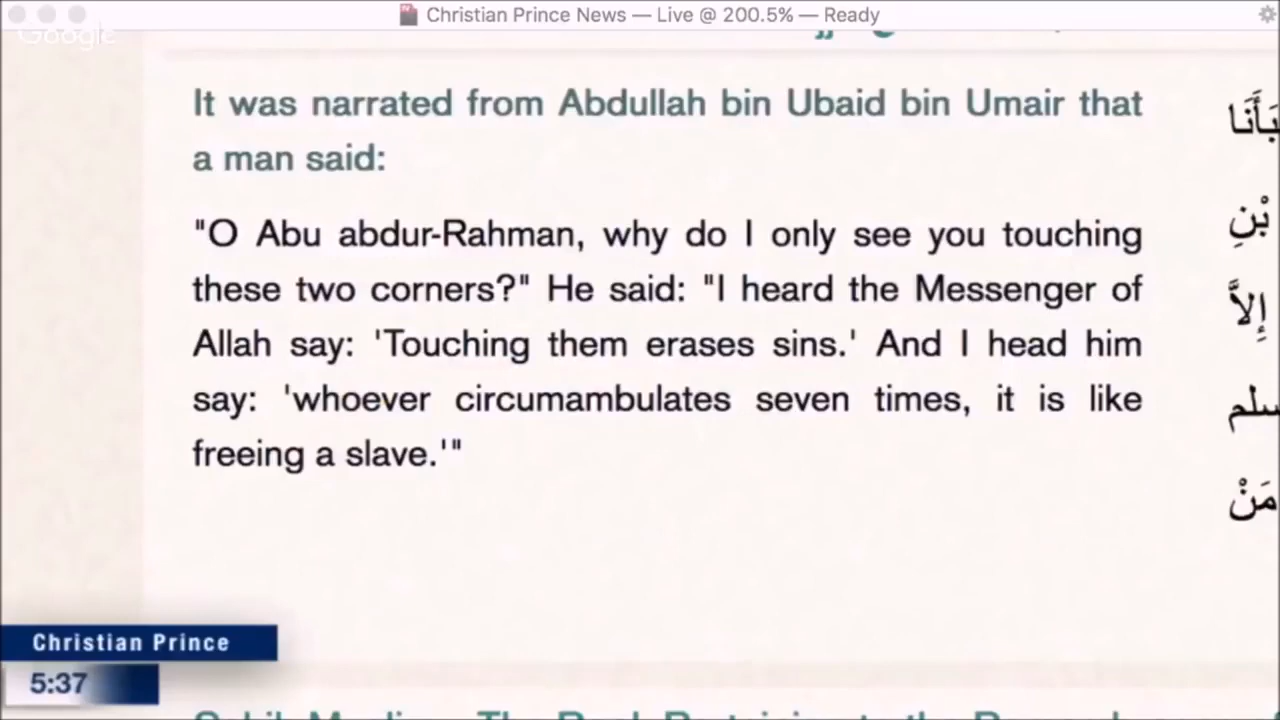 Christian Prince News — Live @ 200.5% — Ready
Google
It was narrated from Abdullah bin Ubaid bin Umair that
a man said:
"O Abu abdur-Rahman, why do I only see you touching
these two corners?" He said: "I heard the Messenger of
Allah say: 'Touching them erases sins.' And I head him
say: 'whoever circumambulates seven times, it is like
freeing a slave.'"
بْنِ
إِلاَّ
مَنْ
Christian Prince
5:37